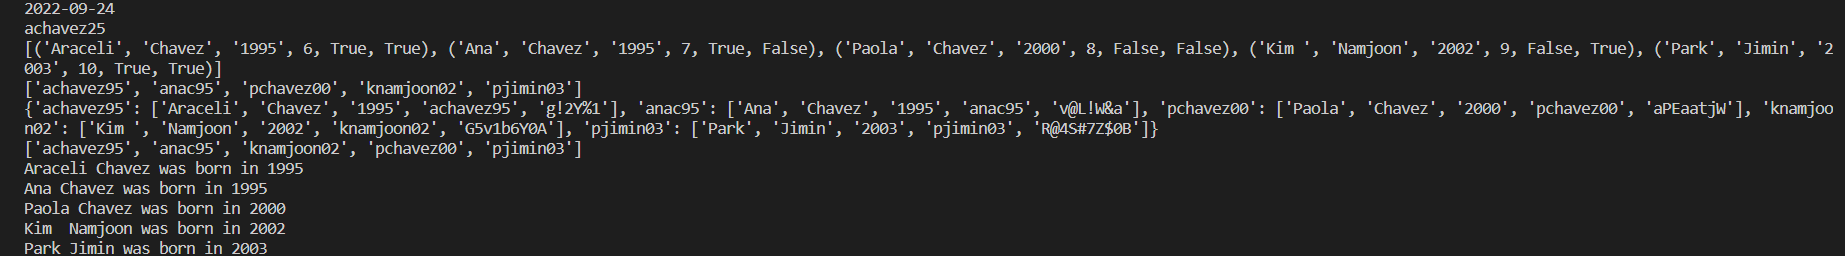 2022-09-24
achavez25
[('Araceli', 'Chavez', '1995', 6, True, True), ('Ana', 'Chavez', '1995', 7, True, False), ('Paola', 'Chavez', '2000', 8, False, False), ('Kim ', 'Namjoon', '2002', 9, False, True), ('Park', 'Jimin', '2
003', 10, True, True)]
['achavez95', 'anac95', 'pchavez00', 'knamjoon02', 'pjimin03']
{'achavez95': ['Araceli', 'Chavez', '1995', 'achavez95', 'g!2Y%1'], 'anac95': ['Ana', 'Chavez', '1995', 'anac95', 'v@L!W&a'], 'pchavez00': ['Paola', 'Chavez', '2000', 'pchavez00', 'aPEaatjW'], 'knamjoo
n02': ['Kim ', 'Namjoon', '2002', 'knamjoon02', 'G5v1b6Y0A'], 'pjimin03': ['Park', 'Jimin', '2003', 'pjimin03', 'R@4S#7Z$0B']}
['achavez95', 'anac95', 'knamjoon02', 'pchavez00', 'pjimin03']
Araceli Chavez was born in 1995
Ana Chavez was born in 1995
Paola Chavez was born in 2000
Kim  Namjoon was born in 2002
Park Jimin was born in 2003